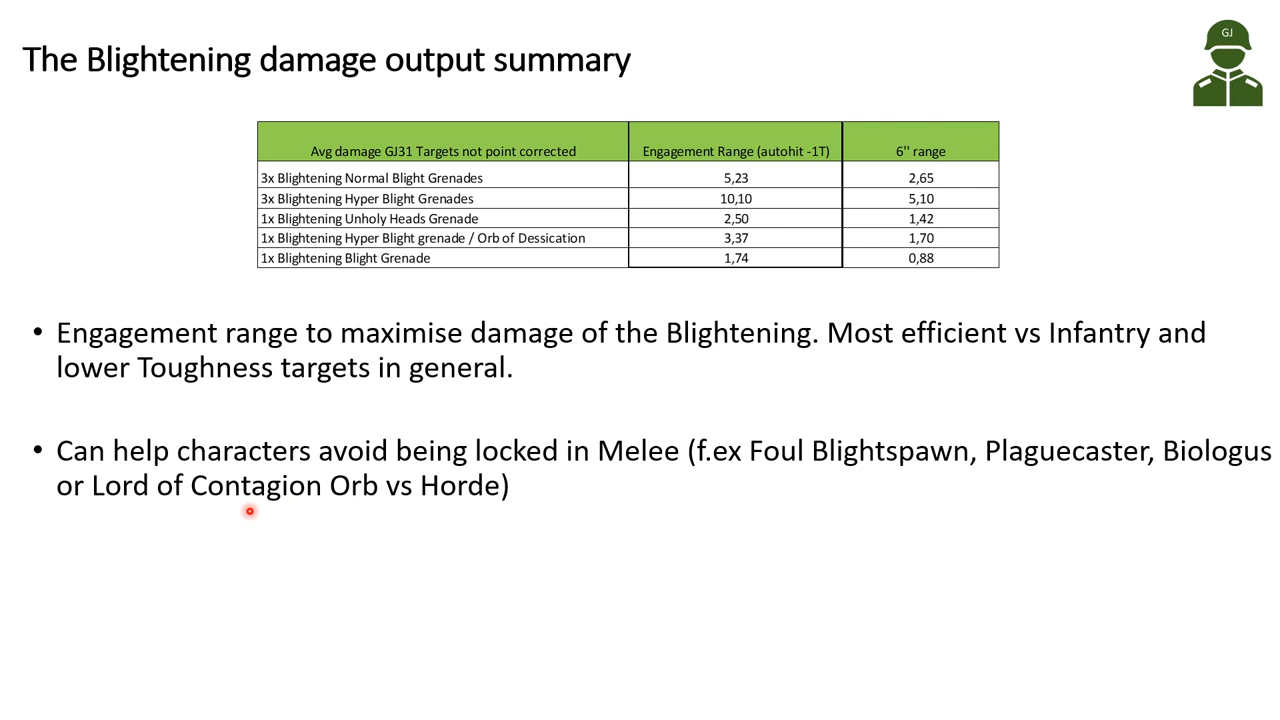 The Blightening damage output summary
GJ
Avg damage GJ31 Targets not point corrected Engagement Range (autohit -1T) 6'' range
3x Blightening Normal Blight Grenades 5,23 2,65
3x Blightening Hyper Blight Grenades 10,10 5,10
1x Blightening Unholy Heads Grenade 2,50 1,42
1x Blightening Hyper Blight grenade / Orb of Dessication 3,37 1,70
1x Blightening Blight Grenade 1,74 0,88
• Engagement range to maximise damage of the Blightening. Most efficient vs Infantry and
lower Toughness targets in general.
• Can help characters avoid being locked in Melee (f.ex Foul Blightspawn, Plaguecaster, Biologus
or Lord of Contagion Orb vs Horde)